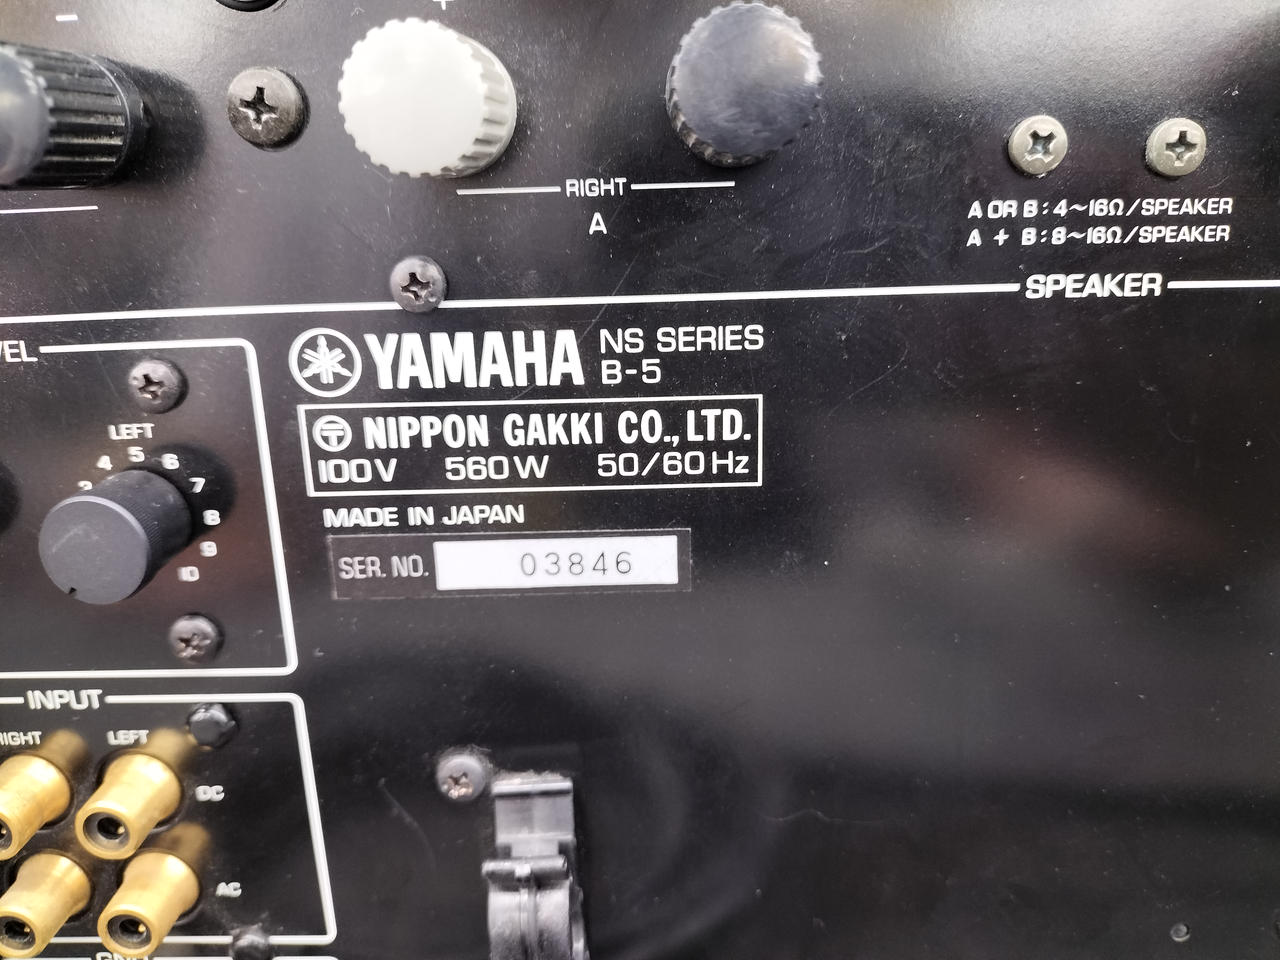 − +
RIGHT
A
A OR B : 4~16Ω/SPEAKER
A + B : 8~16Ω/SPEAKER
SPEAKER
YAMAHA NS SERIES
B-5
NIPPON GAKKI CO., LTD.
100V 560W 50/60Hz
MADE IN JAPAN
SER. NO. 03846
LEFT
4 5 6
7
8
9
10
INPUT
RIGHT LEFT
DC
AC